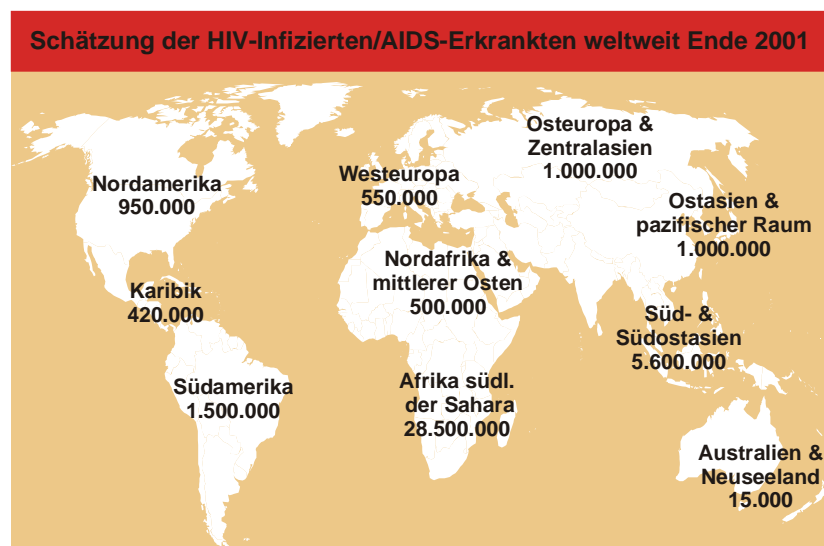 Schätzung der HIV-Infizierten/AIDS-Erkrankten weltweit Ende 2001
Osteuropa &
Zentralasien
1.000.000
Westeuropa
550.000
Nordamerika
950.000
Ostasien &
pazifischer Raum
1.000.000
Nordafrika &
mittlerer Osten
500.000
Karibik
420.000
Süd- &
Südostasien
5.600.000
Südamerika
1.500.000
Afrika südl.
der Sahara
28.500.000
Australien &
Neuseeland
15.000